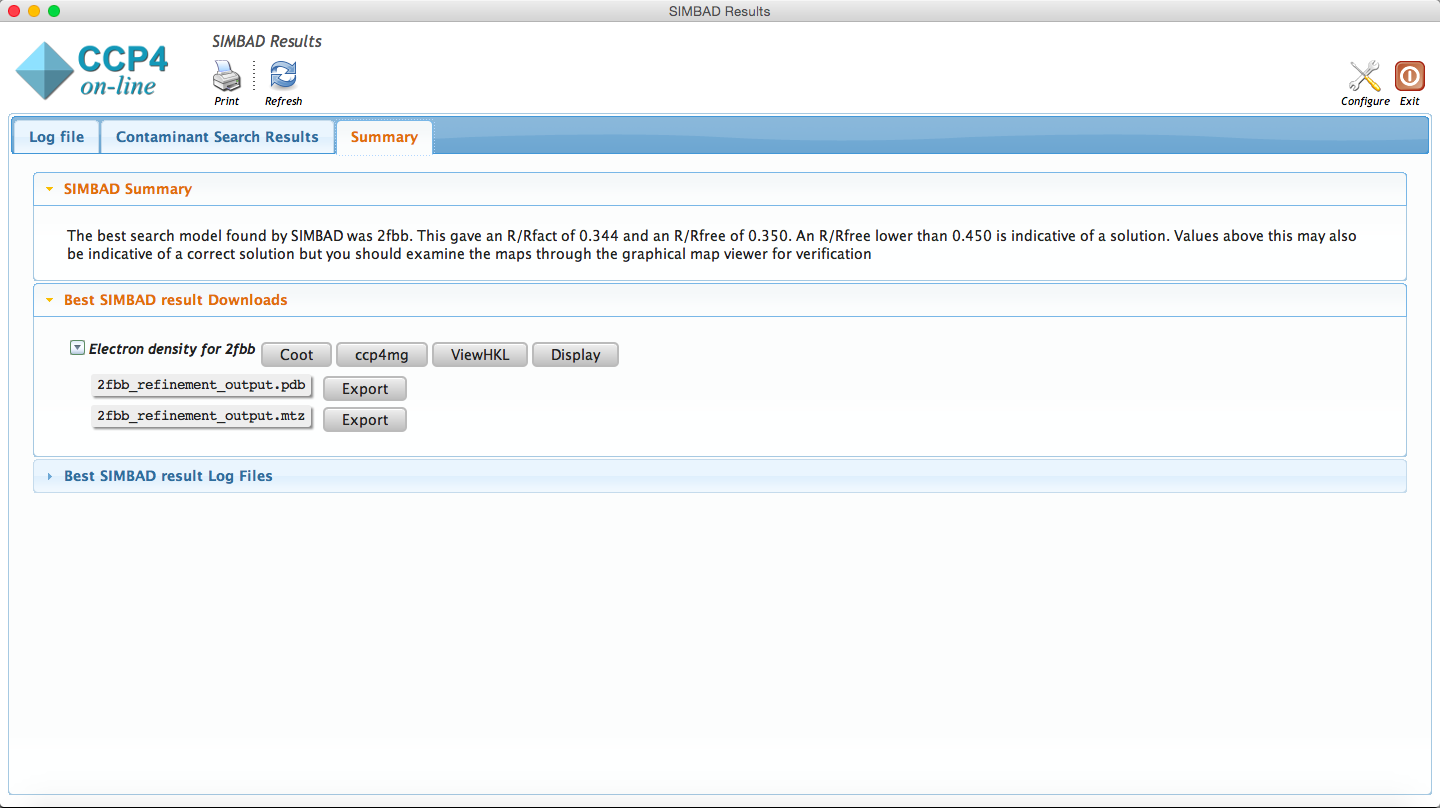 SIMBAD Results
CCP4
on-line
SIMBAD Results
Print
Refresh
Configure
Exit
Log file
Contaminant Search Results
Summary
SIMBAD Summary
The best search model found by SIMBAD was 2fbb. This gave an R/Rfact of 0.344 and an R/Rfree of 0.350. An R/Rfree lower than 0.450 is indicative of a solution. Values above this may also
be indicative of a correct solution but you should examine the maps through the graphical map viewer for verification
Best SIMBAD result Downloads
Electron density for 2fbb
Coot
ccp4mg
ViewHKL
Display
2fbb_refinement_output.pdb
Export
2fbb_refinement_output.mtz
Export
Best SIMBAD result Log Files